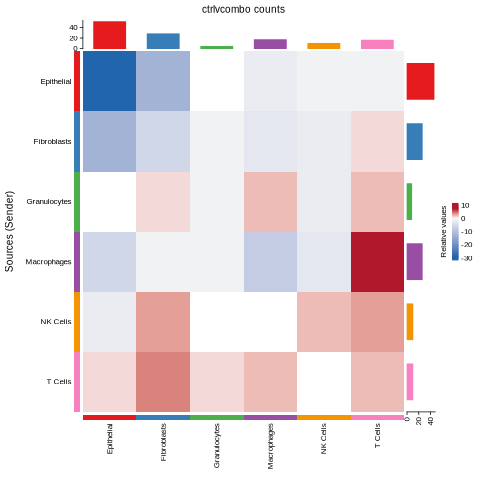 ctrlvcombo counts
40
20
0
Epithelial
Fibroblasts
Granulocytes
Macrophages
NK Cells
T Cells
Sources (Sender)
Relative values
10
0
-10
-20
-30
0
20
40
Epithelial
Fibroblasts
Granulocytes
Macrophages
NK Cells
T Cells